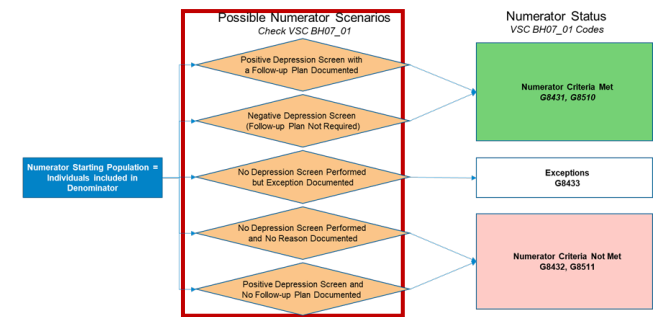 Possible Numerator Scenarios
Check VSC BH07_01
Numerator Status
VSC BH07_01 Codes
Positive Depression Screen with
a Follow-up Plan Documented
Negative Depression Screen
(Follow-up Plan Not Required)
No Depression Screen Performed
but Exception Documented
No Depression Screen Performed
and No Reason Documented
Positive Depression Screen and
No Follow-up Plan Documented
Numerator Starting Population =
Individuals Included in
Denominator
Numerator Criteria Met
G8431, G8510
Exceptions
G8433
Numerator Criteria Not Met
G8432, G8511